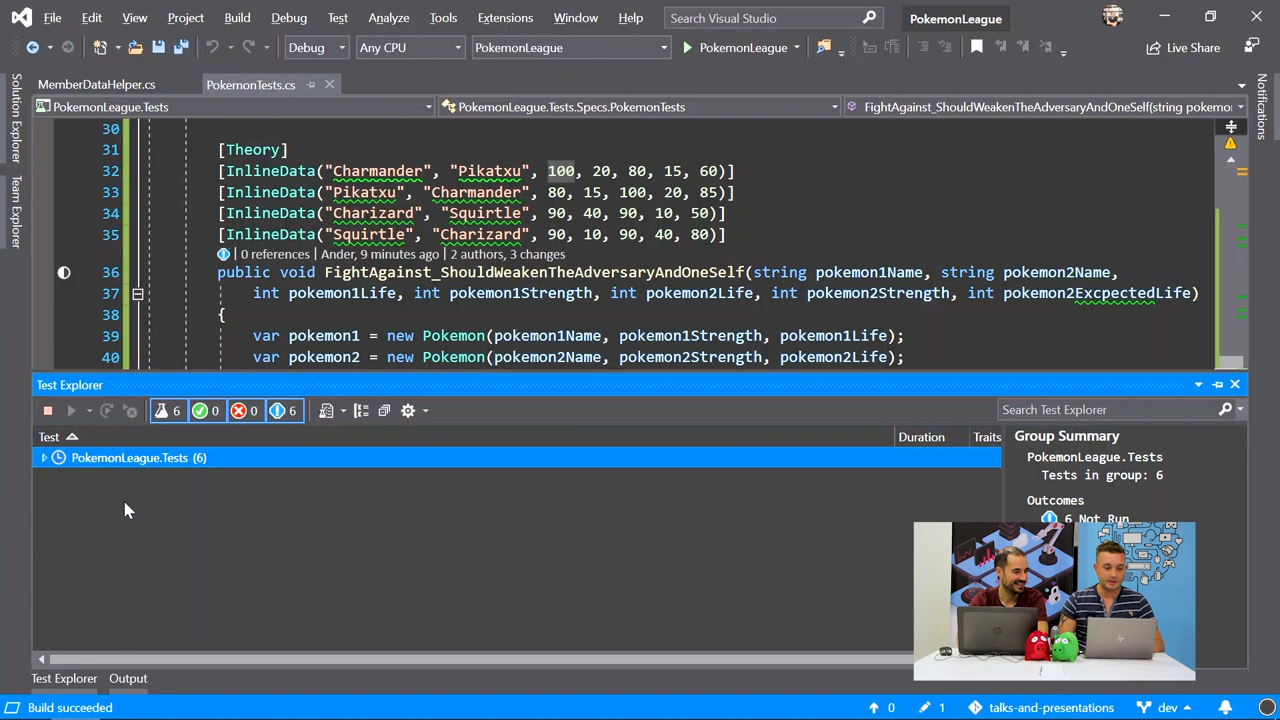 File Edit View Project Build Debug Test Analyze Tools Extensions Window Help Search Visual Studio PokemonLeague
Debug Any CPU PokemonLeague PokemonLeague Live Share
MemberDataHelper.cs PokemonTests.cs
PokemonLeague.Tests PokemonLeague.Tests.Specs.PokemonTests FightAgainst_ShouldWeakenTheAdversaryAndOneSelf(string pokemor
Solution Explorer
Team Explorer
Notifications
30
31 [Theory]
32 [InlineData("Charmander", "Pikatxu", 100, 20, 80, 15, 60)]
33 [InlineData("Pikatxu", "Charmander", 80, 15, 100, 20, 85)]
34 [InlineData("Charizard", "Squirtle", 90, 40, 90, 10, 50)]
35 [InlineData("Squirtle", "Charizard", 90, 10, 90, 40, 80)]
0 references | Ander, 9 minutes ago | 2 authors, 3 changes
36 public void FightAgainst_ShouldWeakenTheAdversaryAndOneSelf(string pokemon1Name, string pokemon2Name,
37 int pokemon1Life, int pokemon1Strength, int pokemon2Life, int pokemon2Strength, int pokemon2ExcpectedLife)
38 {
39 var pokemon1 = new Pokemon(pokemon1Name, pokemon1Strength, pokemon1Life);
40 var pokemon2 = new Pokemon(pokemon2Name, pokemon2Strength, pokemon2Life);
Test Explorer
6 0 0 6 Search Test Explorer
Test Duration Traits
PokemonLeague.Tests (6)
Group Summary
PokemonLeague.Tests
Tests in group: 6
Outcomes
6 Not Run
Test Explorer Output
Build succeeded 0 1 talks-and-presentations dev